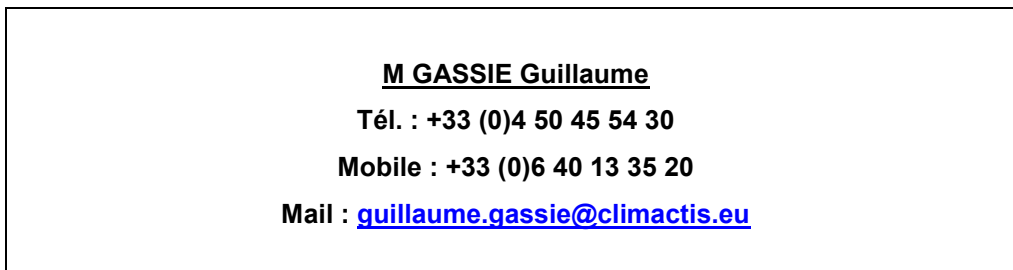 M GASSIE Guillaume
Tél. : +33 (0)4 50 45 54 30
Mobile : +33 (0)6 40 13 35 20
Mail : guillaume.gassie@climactis.eu